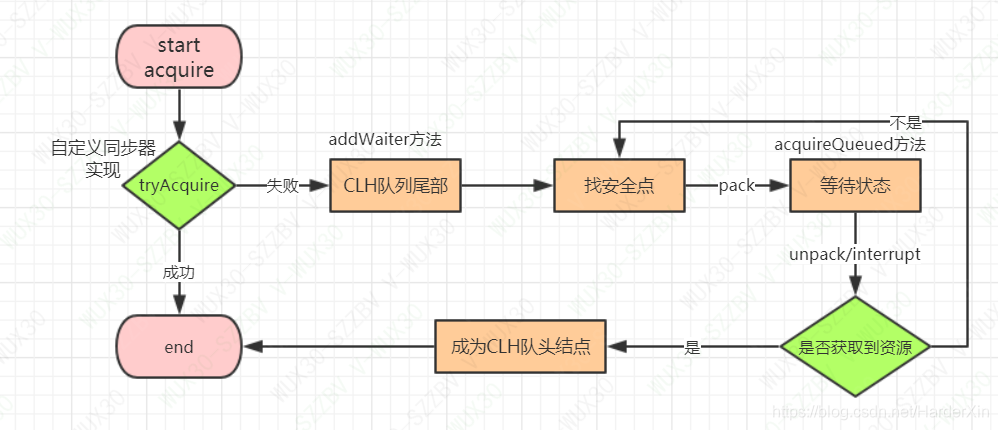 start
acquire
自定义同步器
实现
tryAcquire
失败
addWaiter方法
CLH队列尾部
找安全点
pack
不是
acquireQueued方法
等待状态
unpack/interrupt
是否获取到资源
是
成为CLH队头结点
成功
end
https://blog.csdn.net/HarderXin